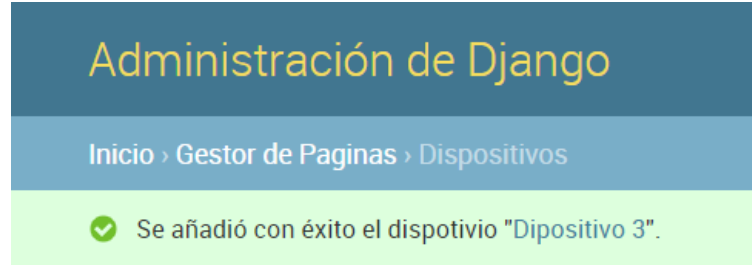 Administración de Django
Inicio › Gestor de Paginas › Dispositivos
Se añadió con éxito el dispotivio "Dipositivo 3".